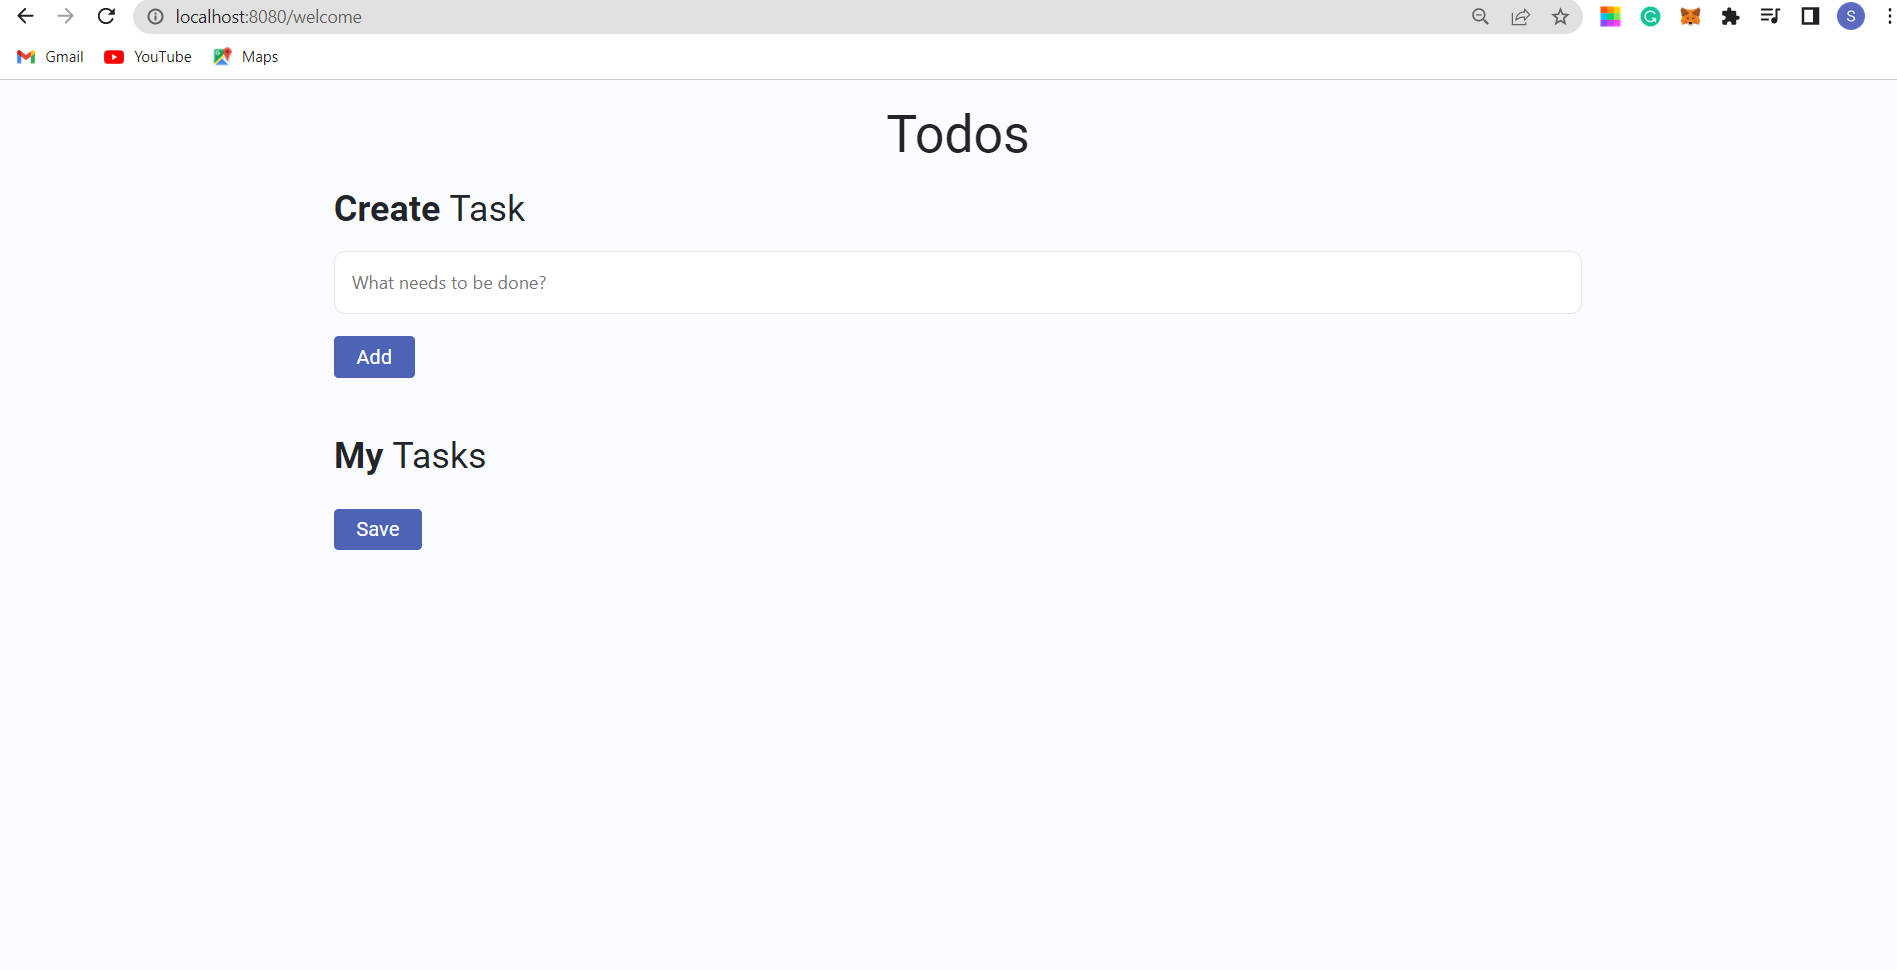 localhost:8080/welcome
S
Gmail YouTube Maps
Todos
Create Task
What needs to be done?
Add
My Tasks
Save